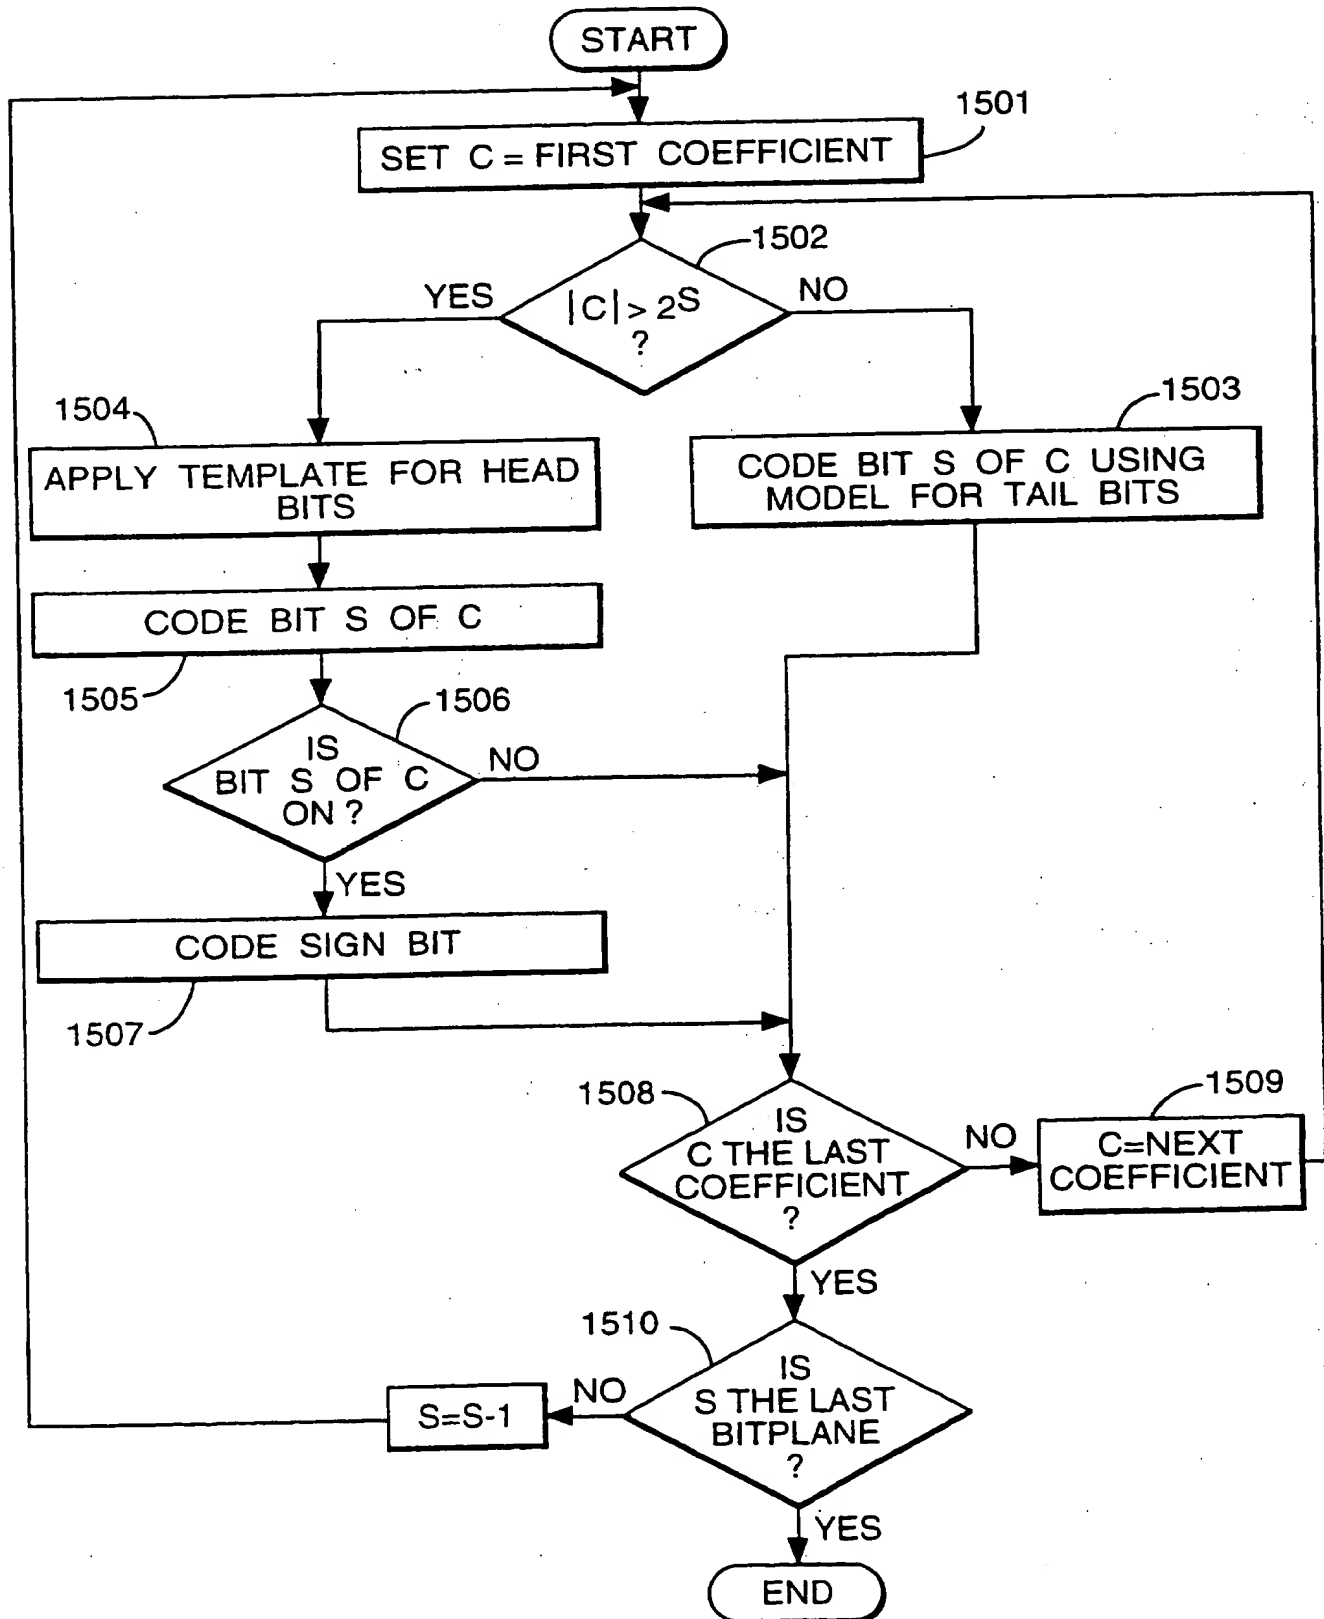 START
1501
SET C = FIRST COEFFICIENT
1502
YES
NO
|C| > 2^S
?
1504
1503
APPLY TEMPLATE FOR HEAD
BITS
CODE BIT S OF C USING
MODEL FOR TAIL BITS
CODE BIT S OF C
1505
1506
IS
BIT S OF C
ON ?
NO
YES
CODE SIGN BIT
1507
1508
IS
C THE LAST
COEFFICIENT
?
NO
1509
C=NEXT
COEFFICIENT
YES
1510
IS
S THE LAST
BITPLANE
?
NO
S=S-1
YES
END